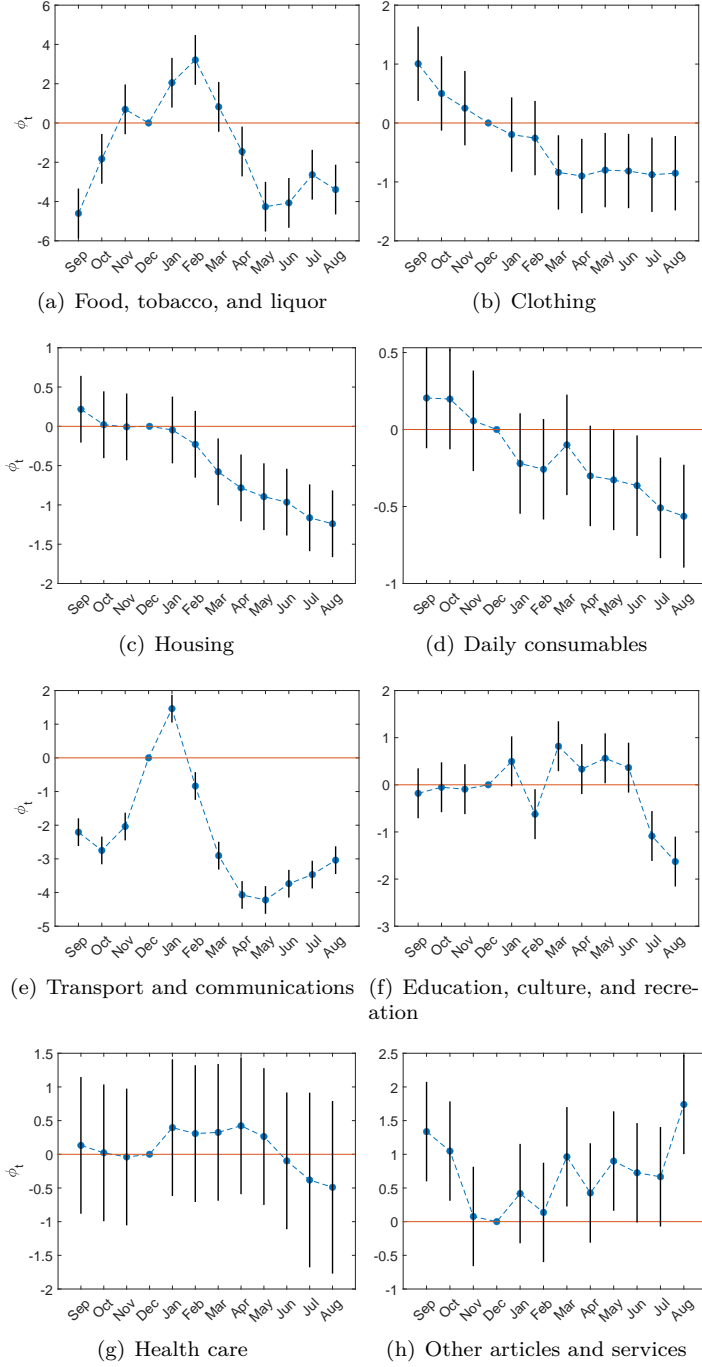 6
4
2
0
-2
-4
-6
ϕt
Sep Oct Nov Dec Jan Feb Mar Apr May Jun Jul Aug
(a) Food, tobacco, and liquor
2
1
0
-1
-2
Sep Oct Nov Dec Jan Feb Mar Apr May Jun Jul Aug
(b) Clothing
1
0.5
0
-0.5
-1
-1.5
-2
ϕt
Sep Oct Nov Dec Jan Feb Mar Apr May Jun Jul Aug
(c) Housing
0.5
0
-0.5
-1
Sep Oct Nov Dec Jan Feb Mar Apr May Jun Jul Aug
(d) Daily consumables
2
1
0
-1
-2
-3
-4
-5
ϕt
Sep Oct Nov Dec Jan Feb Mar Apr May Jun Jul Aug
(e) Transport and communications
2
1
0
-1
-2
-3
Sep Oct Nov Dec Jan Feb Mar Apr May Jun Jul Aug
(f) Education, culture, and recre-
ation
1.5
1
0.5
0
-0.5
-1
-1.5
-2
ϕt
Sep Oct Nov Dec Jan Feb Mar Apr May Jun Jul Aug
(g) Health care
2.5
2
1.5
1
0.5
0
-0.5
-1
Sep Oct Nov Dec Jan Feb Mar Apr May Jun Jul Aug
(h) Other articles and services